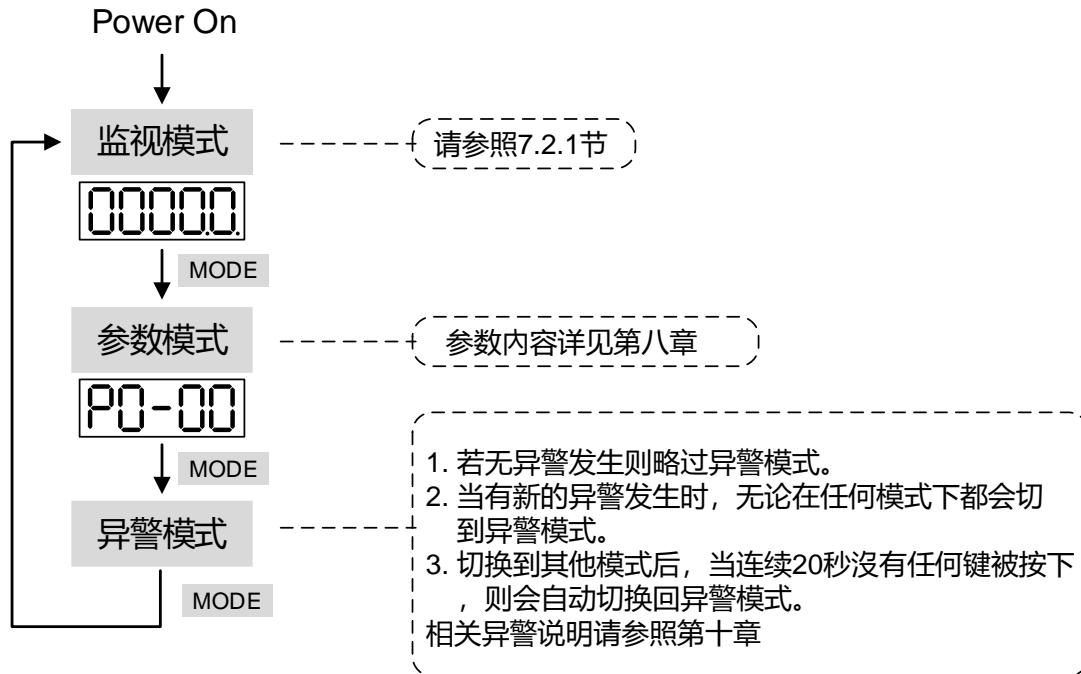 Power On
监视模式
请参照7.2.1节
0000.0.
MODE
参数模式
参数内容详见第八章
P0-00
MODE
异警模式
1. 若无异警发生则略过异警模式。
2. 当有新的异警发生时，无论在任何模式下都会切
到异警模式。
3. 切换到其他模式后，当连续20秒沒有任何键被按下
，则会自动切换回异警模式。
相关异警说明请参照第十章
MODE